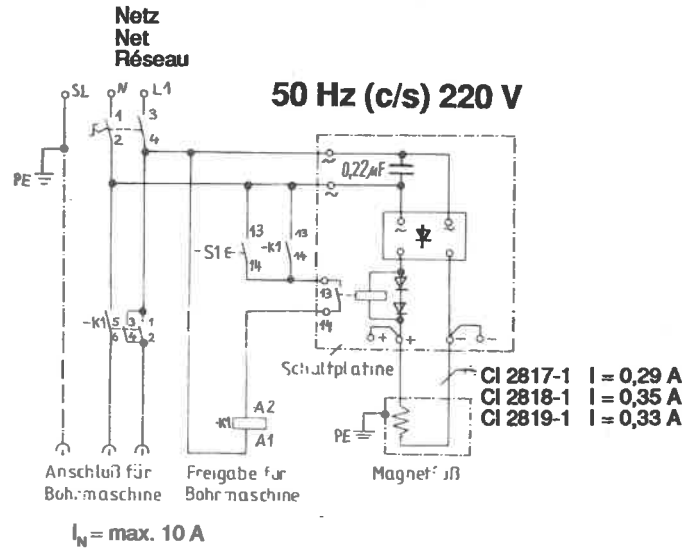 Netz
Net
Réseau
50 Hz (c/s) 220 V
SL N L1
1 3
2 4
PE
0,22µF
~ ~
~ ~
13 13
-S1 E -K1
14 14
13
14
-K1 5 3 1
6 4 2
+ + - -
Schaltplatine
CI 2817-1 I = 0,29 A
CI 2818-1 I = 0,35 A
CI 2819-1 I = 0,33 A
A2
-K1
A1
PE
Anschluß für
Bohrmaschine
Freigabe für
Bohrmaschine
Magnetfuß
IN = max. 10 A